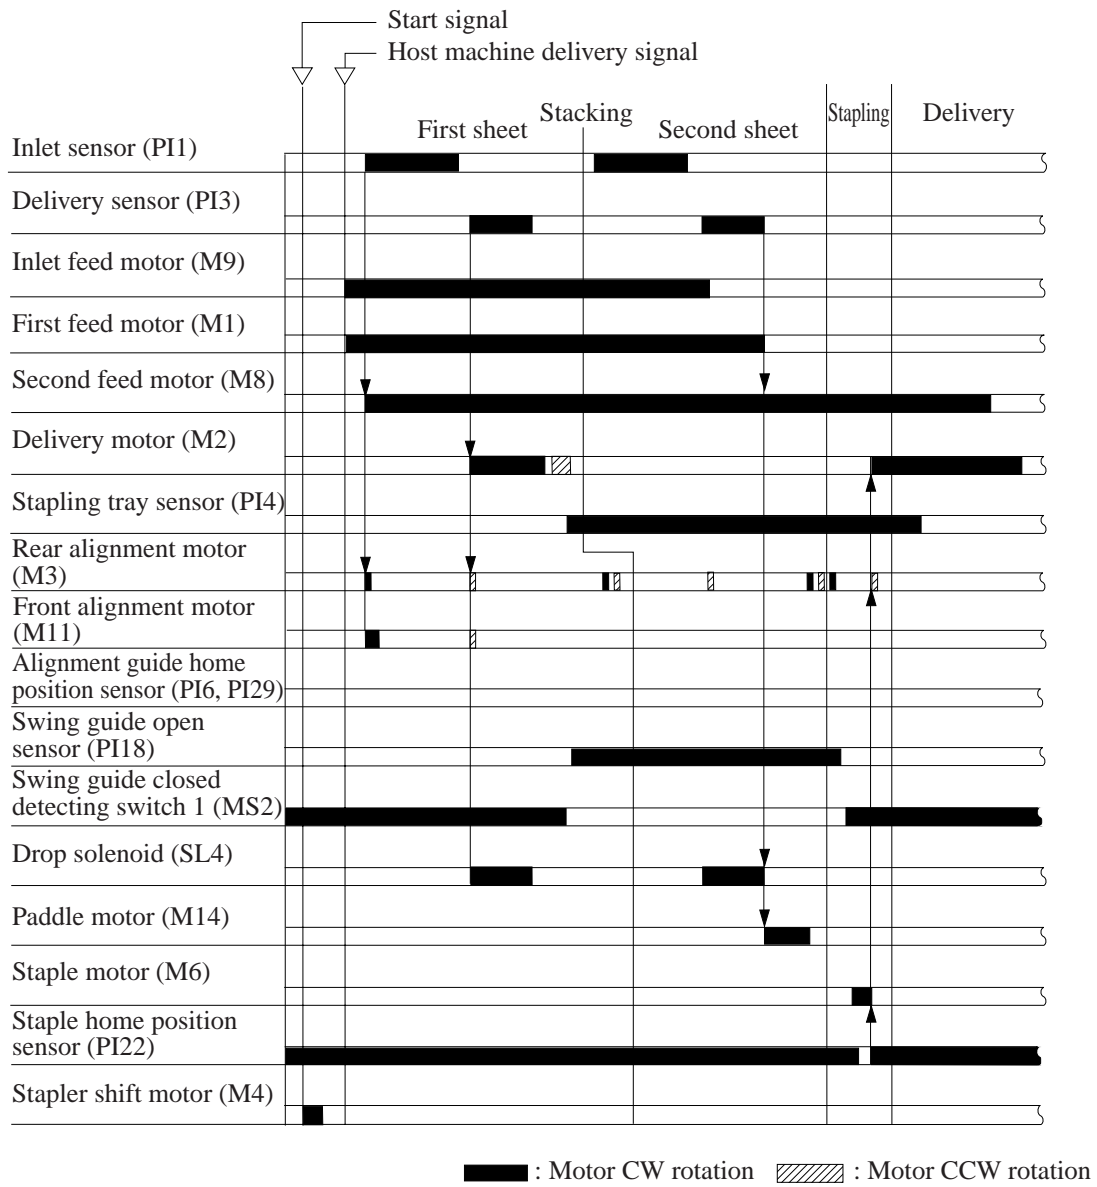 Start signal
Host machine delivery signal
First sheet
Stacking
Second sheet
Stapling
Delivery
Inlet sensor (PI1)
Delivery sensor (PI3)
Inlet feed motor (M9)
First feed motor (M1)
Second feed motor (M8)
Delivery motor (M2)
Stapling tray sensor (PI4)
Rear alignment motor
(M3)
Front alignment motor
(M11)
Alignment guide home
position sensor (PI6, PI29)
Swing guide open
sensor (PI18)
Swing guide closed
detecting switch 1 (MS2)
Drop solenoid (SL4)
Paddle motor (M14)
Staple motor (M6)
Staple home position
sensor (PI22)
Stapler shift motor (M4)
: Motor CW rotation
: Motor CCW rotation